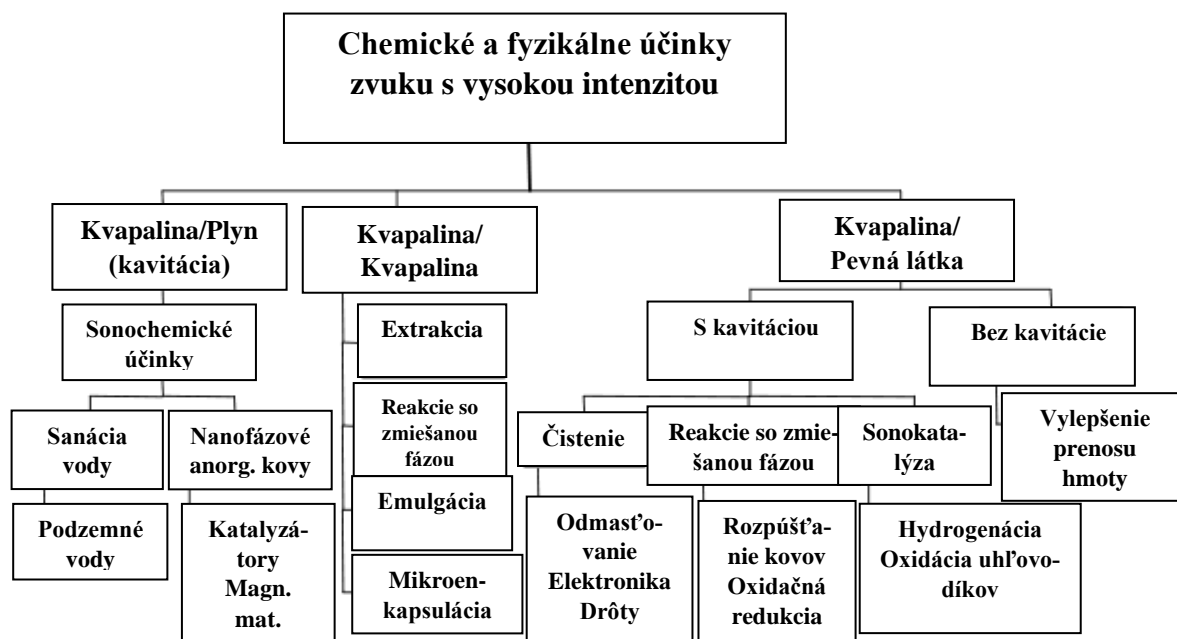 Chemické a fyzikálne účinky
zvuku s vysokou intenzitou
Kvapalina/Plyn
(kavitácia)
Kvapalina/
Kvapalina
Kvapalina/
Pevná látka
Sonochemické
účinky
Extrakcia
S kavitáciou
Bez kavitácie
Sanácia
vody
Nanofázové
anorg. kovy
Reakcie so
zmiešanou
fázou
Čistenie
Reakcie so zmie-
šanou fázou
Sonokata-
lýza
Vylepšenie
prenosu
hmoty
Podzemné
vody
Katalyzá-
tory
Magn.
mat.
Emulgácia
Mikroen-
kapsulácia
Odmasťo-
vanie
Elektronika
Drôty
Rozpúšťa-
nie kovov
Oxidačná
redukcia
Hydrogenácia
Oxidácia uhľovo-
díkov